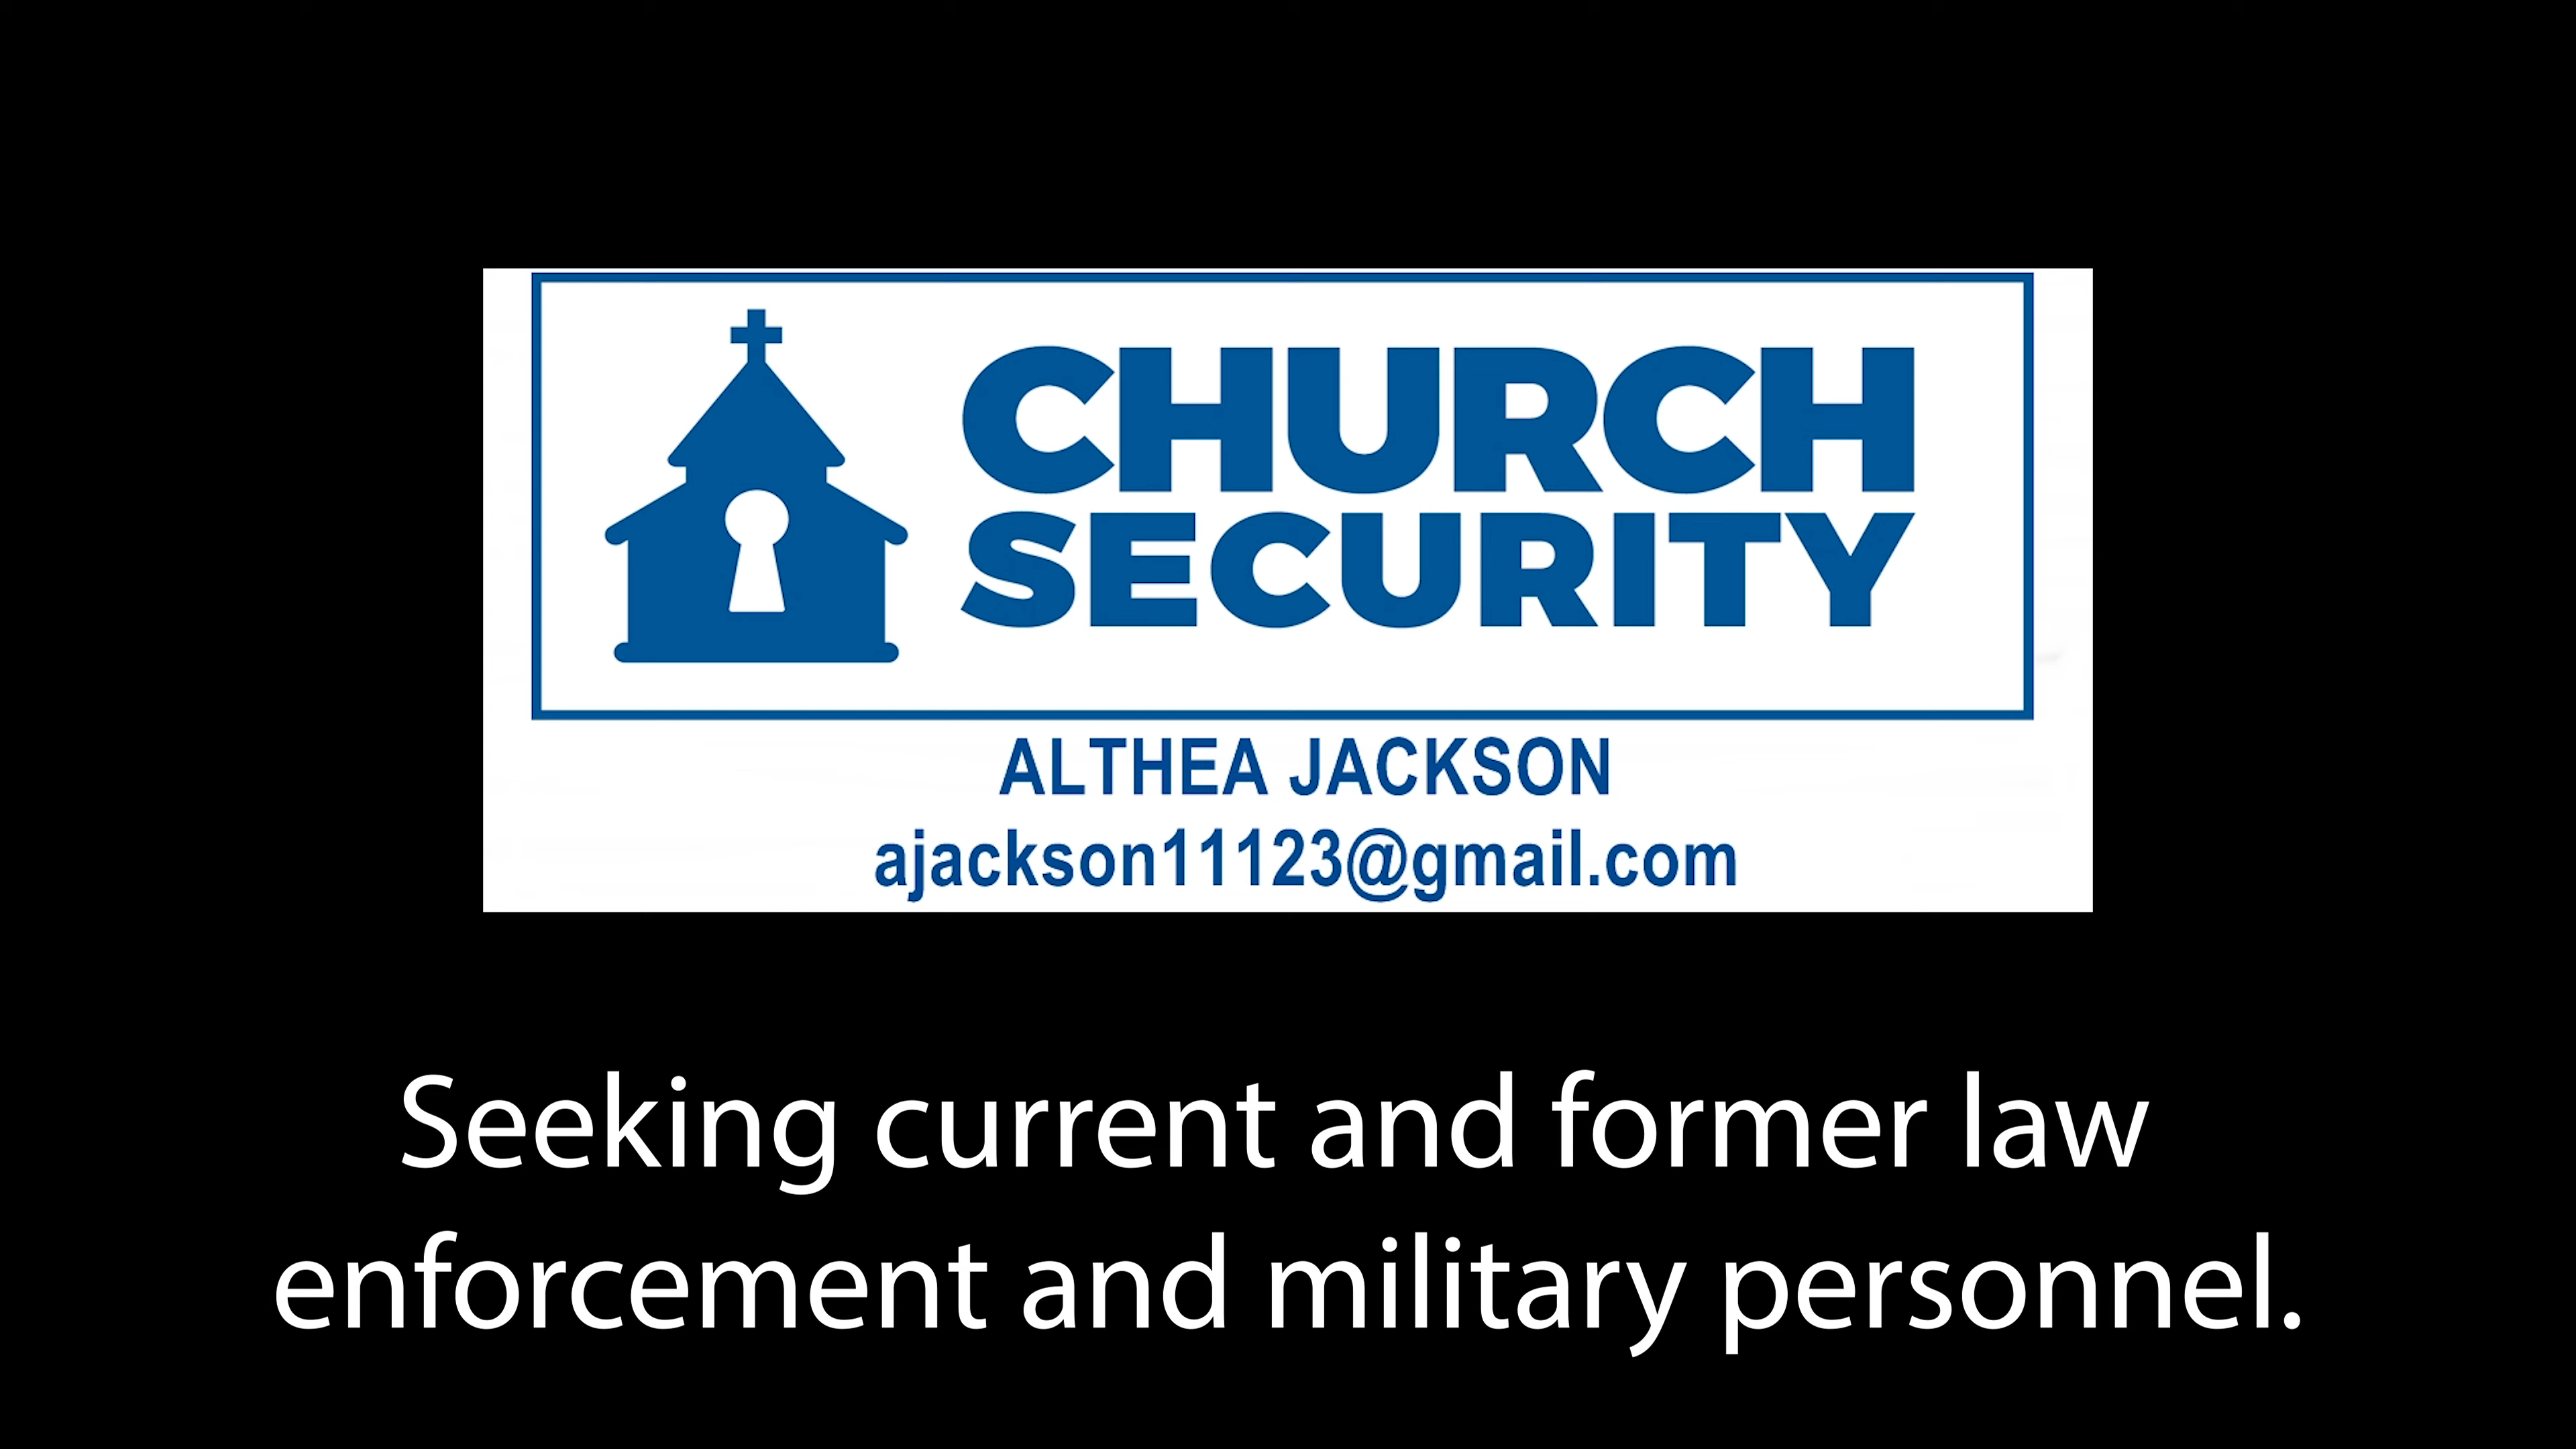 CHURCH
SECURITY
ALTHEA JACKSON
ajackson11123@gmail.com
Seeking current and former law
enforcement and military personnel.